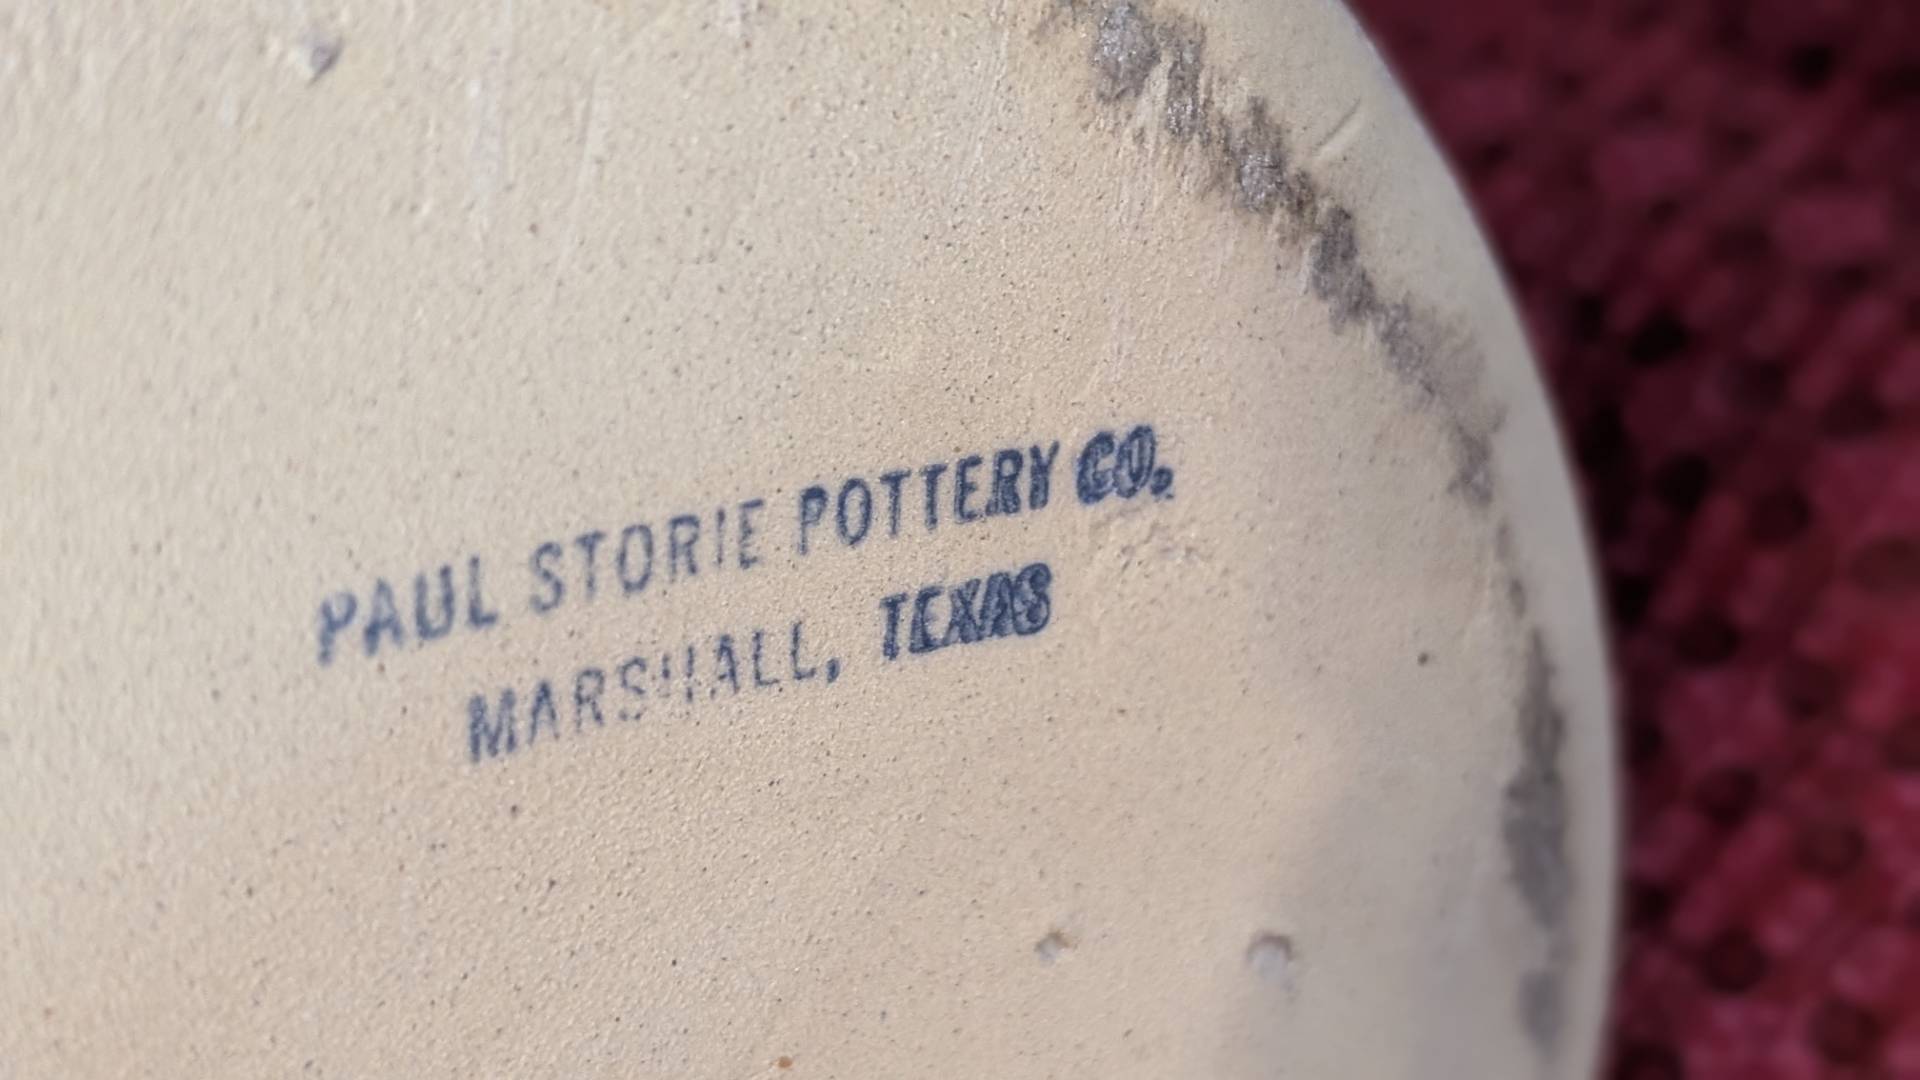 PAUL STORIE POTTERY CO.
MARSHALL, TEXAS